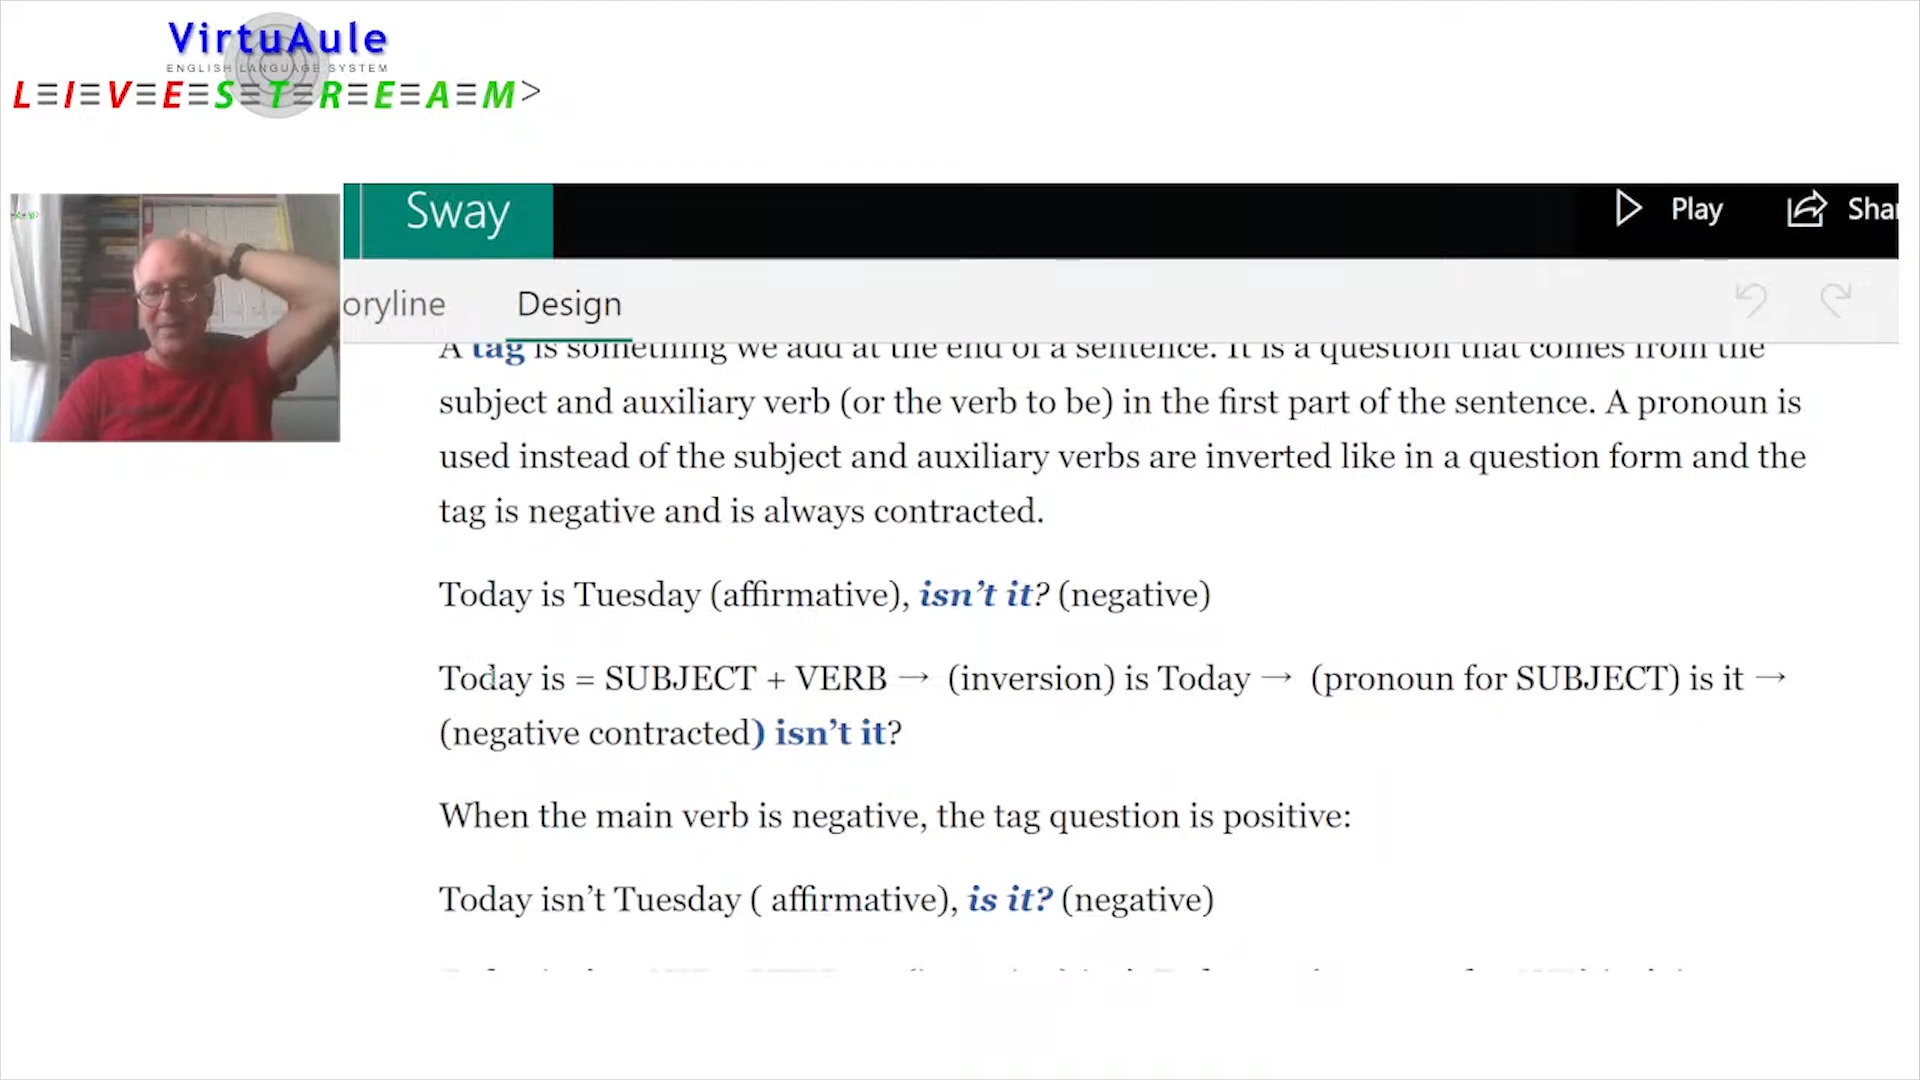 VirtuAule
ENGLISH LANGUAGE SYSTEM
L≡I≡V≡E≡S≡T≡R≡E≡A≡M>
Sway
Play
Shar
oryline
Design
A tag is something we add at the end of a sentence. It is a question that comes from the
subject and auxiliary verb (or the verb to be) in the first part of the sentence. A pronoun is
used instead of the subject and auxiliary verbs are inverted like in a question form and the
tag is negative and is always contracted.
Today is Tuesday (affirmative), isn’t it? (negative)
Today is = SUBJECT + VERB → (inversion) is Today → (pronoun for SUBJECT) is it →
(negative contracted) isn’t it?
When the main verb is negative, the tag question is positive:
Today isn’t Tuesday ( affirmative), is it? (negative)